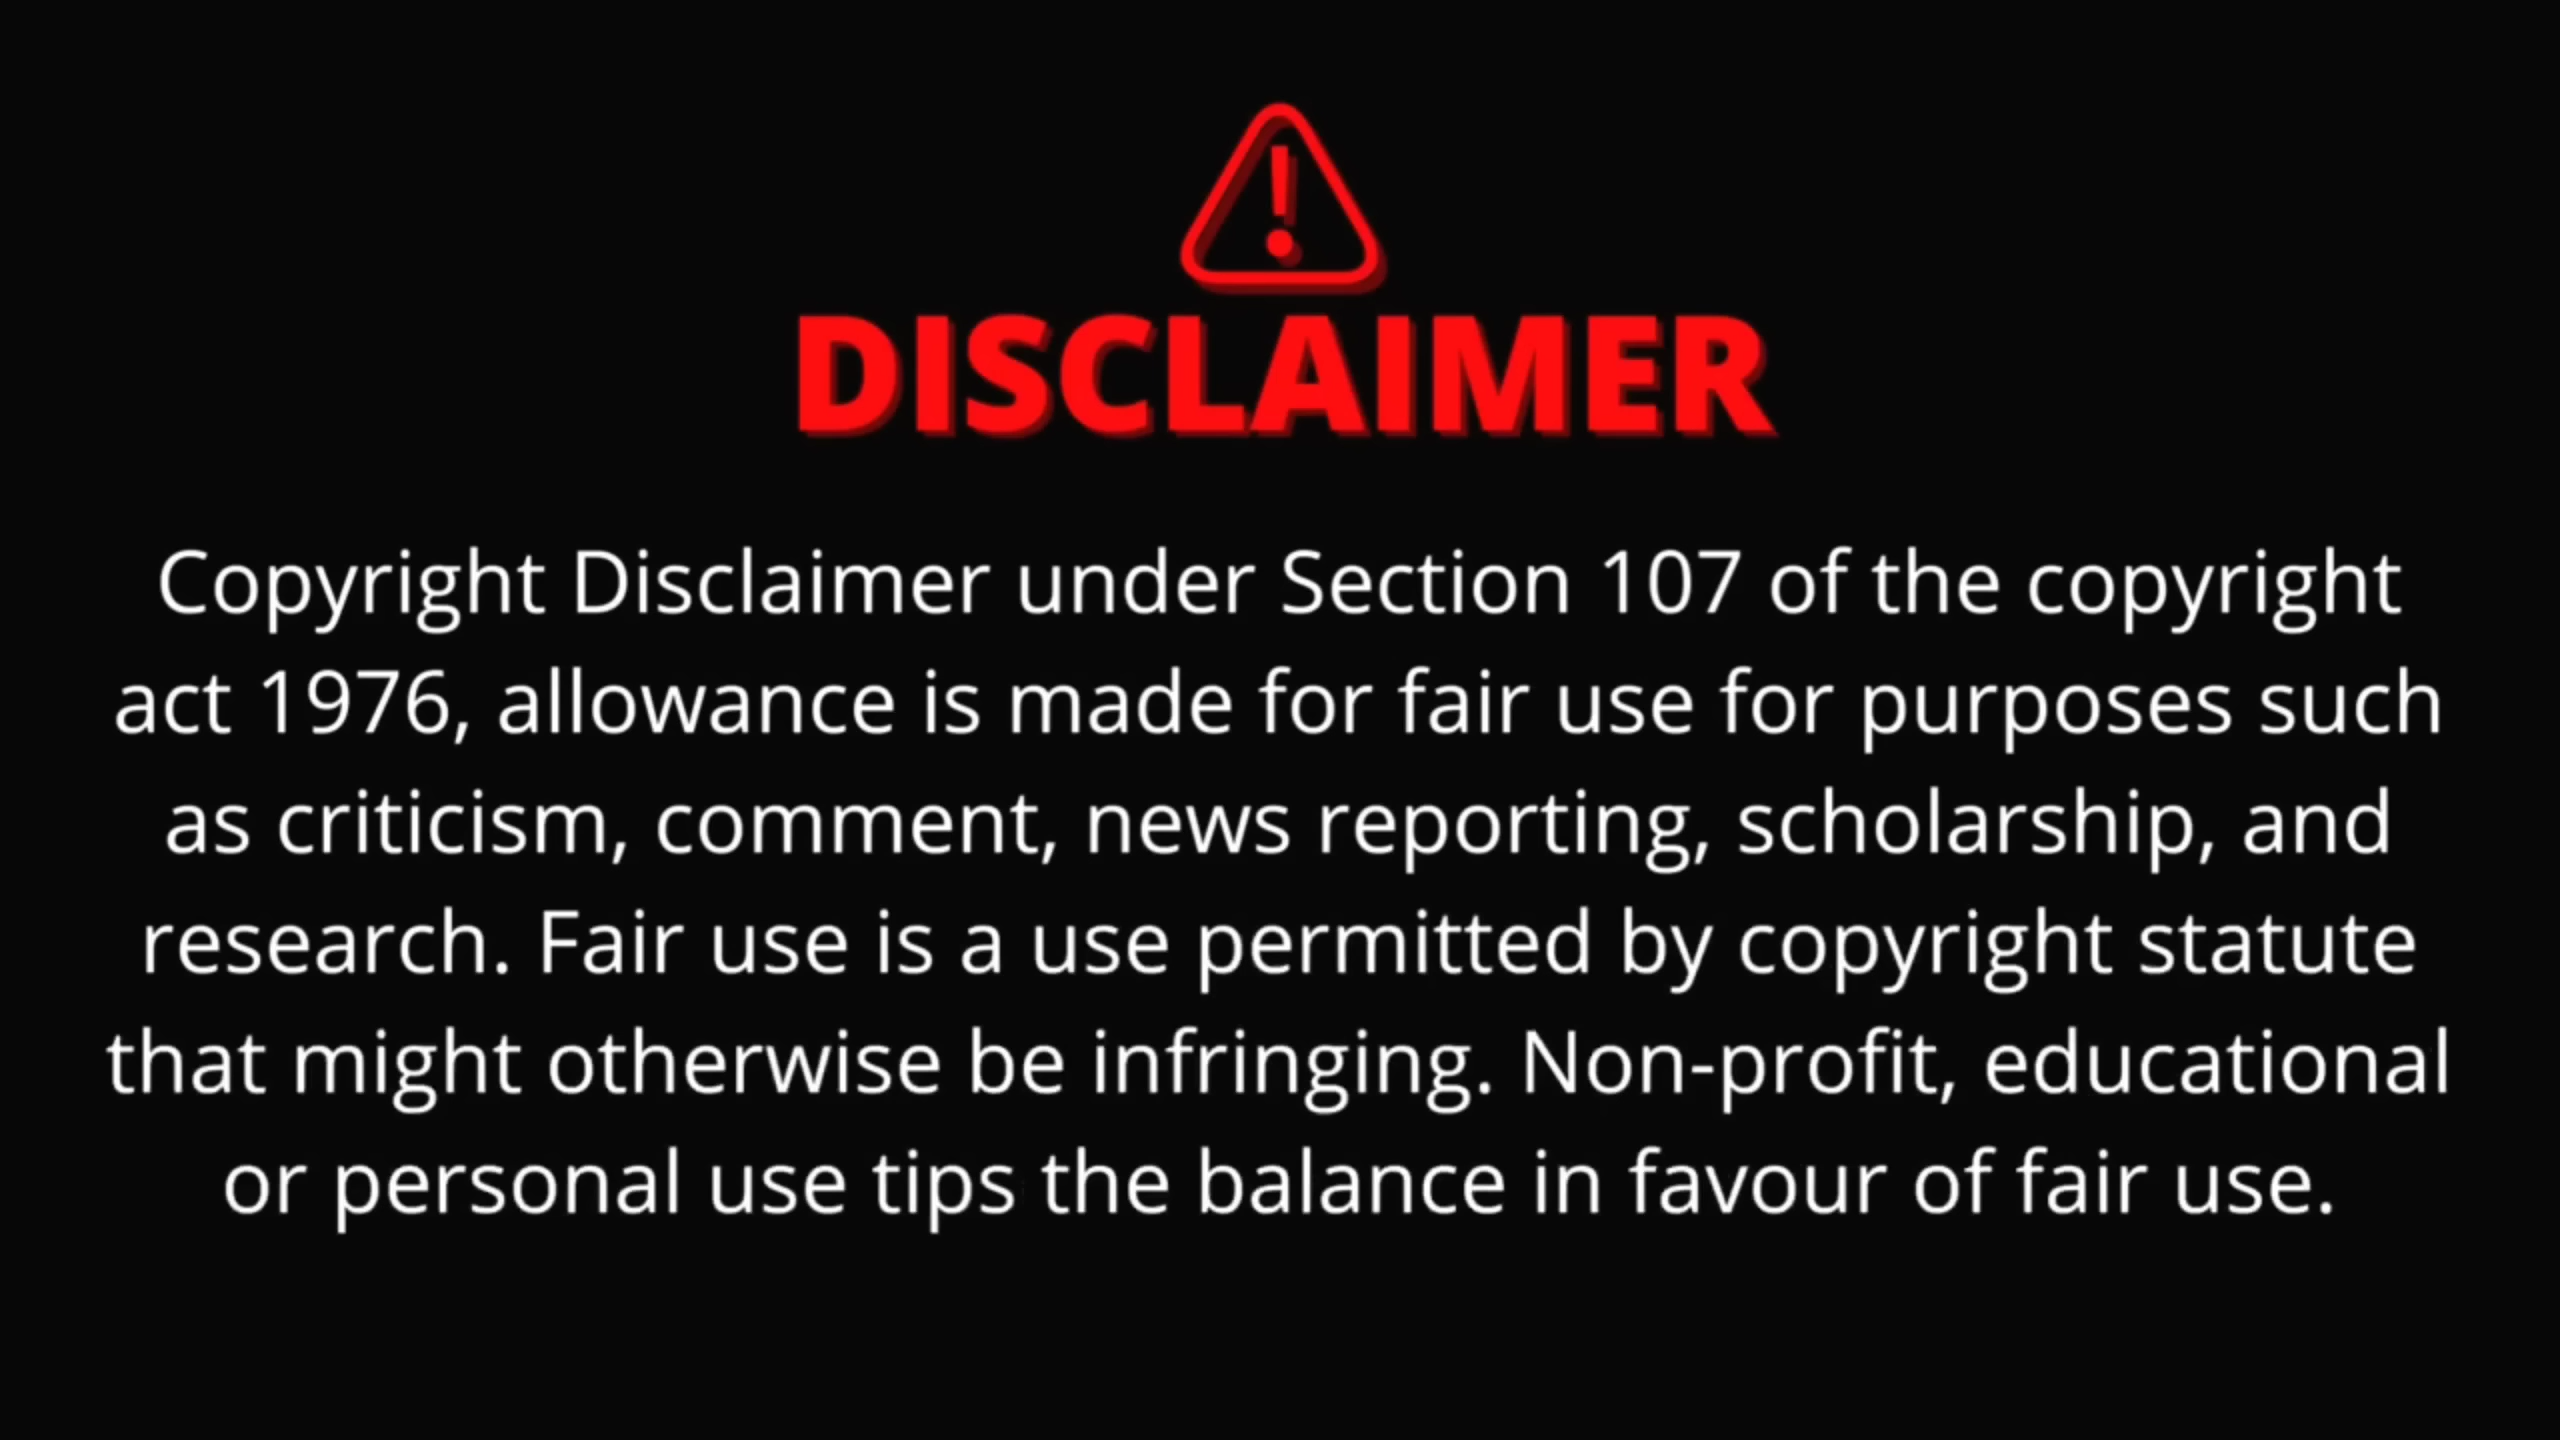 DISCLAIMER
Copyright Disclaimer under Section 107 of the copyright
act 1976, allowance is made for fair use for purposes such
as criticism, comment, news reporting, scholarship, and
research. Fair use is a use permitted by copyright statute
that might otherwise be infringing. Non-profit, educational
or personal use tips the balance in favour of fair use.